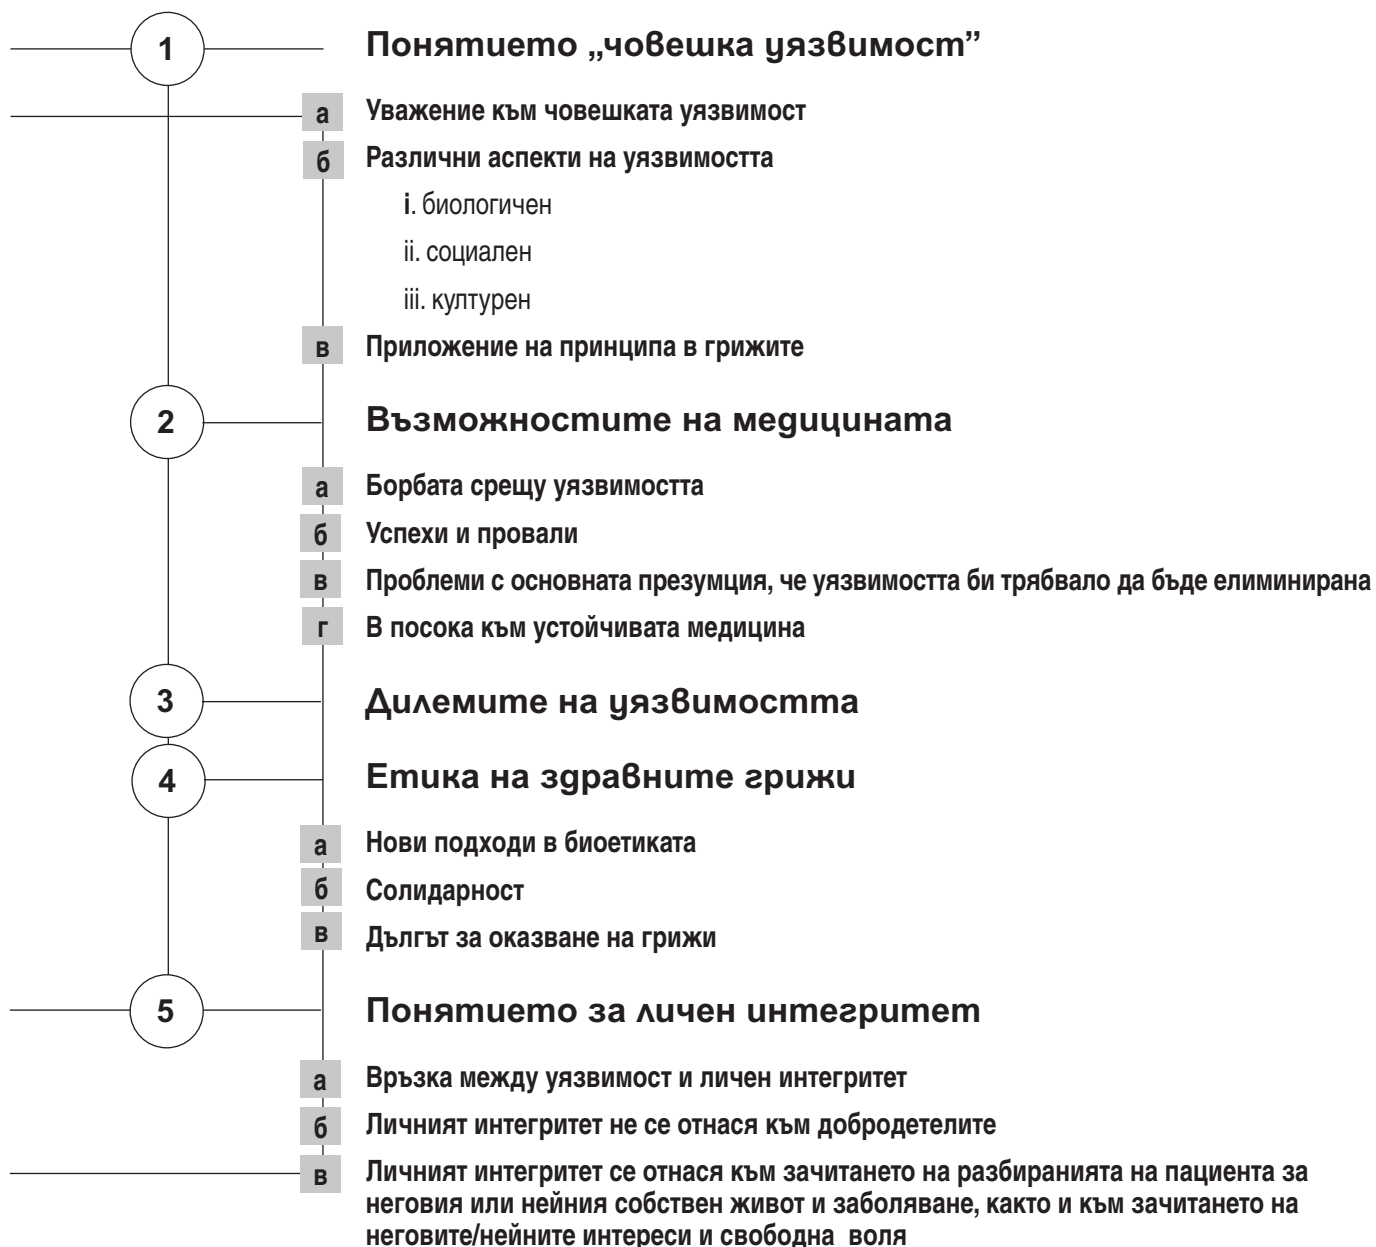 1 Понятието „човешка уязвимост”
а Уважение към човешката уязвимост
б Различни аспекти на уязвимостта
i. биологичен
ii. социален
iii. културен
в Приложение на принципа в грижите
2 Възможностите на медицината
а Борбата срещу уязвимостта
б Успехи и провали
в Проблеми с основната презумция, че уязвимостта би трябвало да бъде елиминирана
г В посока към устойчивата медицина
3 Дилемите на уязвимостта
4 Етика на здравните грижи
а Нови подходи в биоетиката
б Солидарност
в Дългът за оказване на грижи
5 Понятието за личен интегритет
а Връзка между уязвимост и личен интегритет
б Личният интегритет не се отнася към добродетелите
в Личният интегритет се отнася към зачитането на разбиранията на пациента за
неговия или нейния собствен живот и заболяване, както и към зачитането на
неговите/нейните интереси и свободна воля